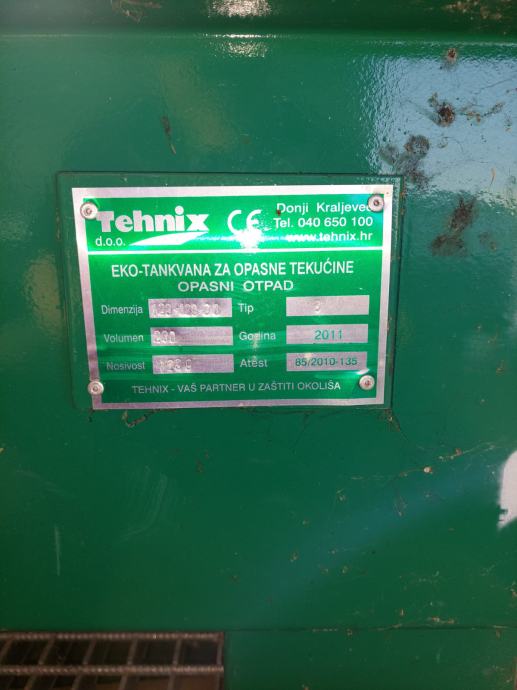 Tehnix CE Donji Kraljevec
d.o.o. Tel. 040 650 100
www.tehnix.hr
EKO-TANKVANA ZA OPASNE TEKUĆINE
OPASNI OTPAD
Dimenzija Tip
Volumen Godina 2011
Nosivost Atest 85/2010-135
TEHNIX - VAŠ PARTNER U ZAŠTITI OKOLIŠA